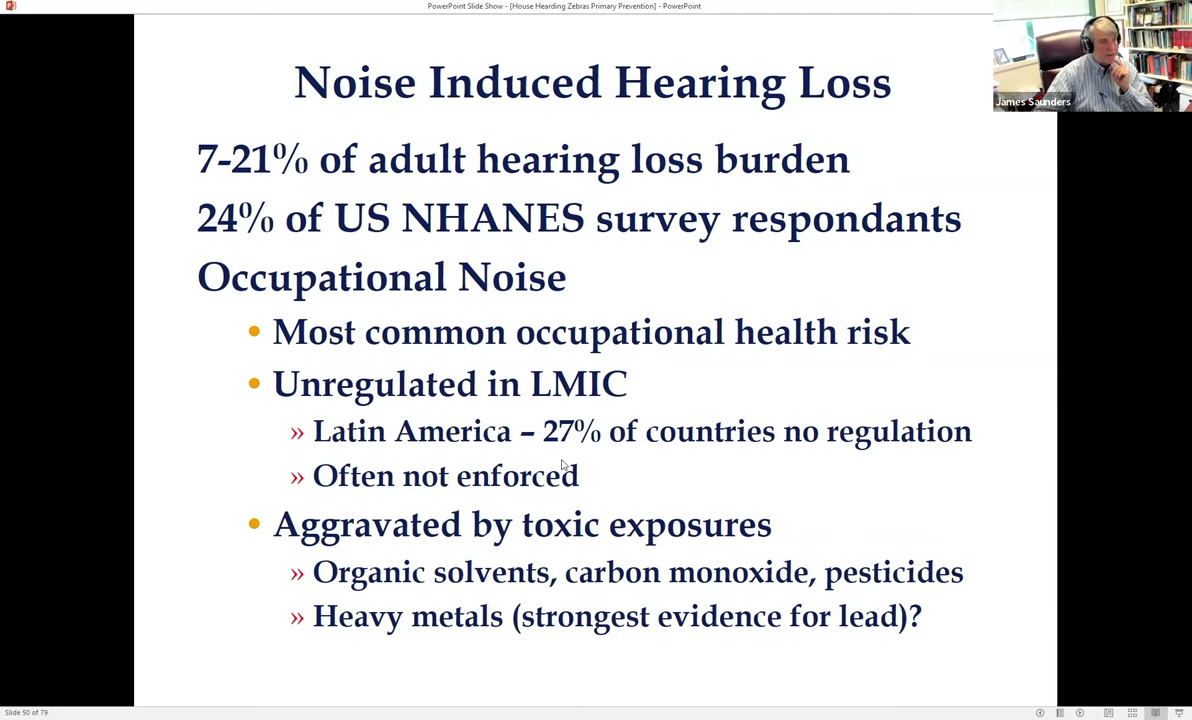 PowerPoint Slide Show - [House Hearding Zebras Primary Prevention] - PowerPoint
James Saunders
Noise Induced Hearing Loss
7-21% of adult hearing loss burden
24% of US NHANES survey respondants
Occupational Noise
• Most common occupational health risk
• Unregulated in LMIC
» Latin America – 27% of countries no regulation
» Often not enforced
• Aggravated by toxic exposures
» Organic solvents, carbon monoxide, pesticides
» Heavy metals (strongest evidence for lead)?
Slide 50 of 79